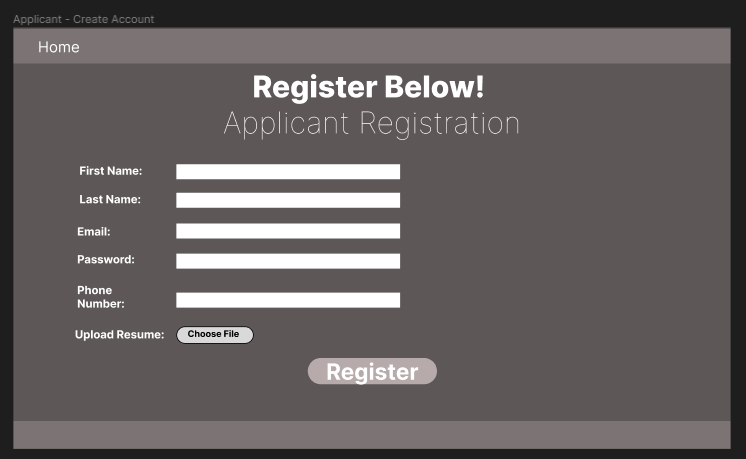 Applicant - Create Account
Home
Register Below!
Applicant Registration
First Name:
Last Name:
Email:
Password:
Phone
Number:
Upload Resume:
Choose File
Register